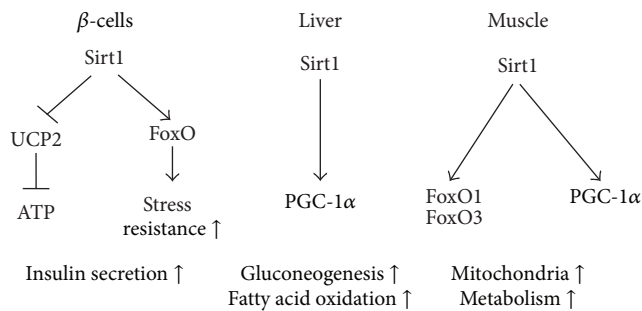 β-cells
Sirt1
UCP2
FoxO
ATP
Stress
resistance ↑
Insulin secretion ↑
Liver
Sirt1
PGC-1α
Gluconeogenesis ↑
Fatty acid oxidation ↑
Muscle
Sirt1
FoxO1
FoxO3
PGC-1α
Mitochondria ↑
Metabolism ↑